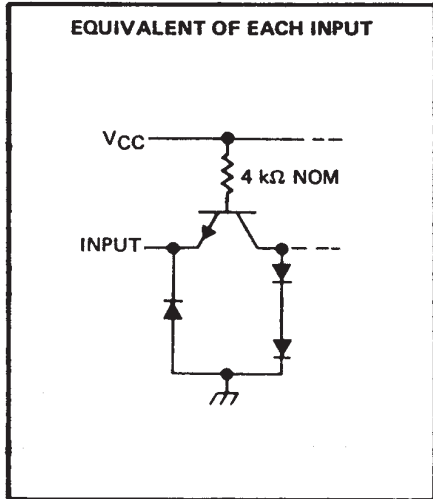 EQUIVALENT OF EACH INPUT
VCC
4 kΩ NOM
INPUT